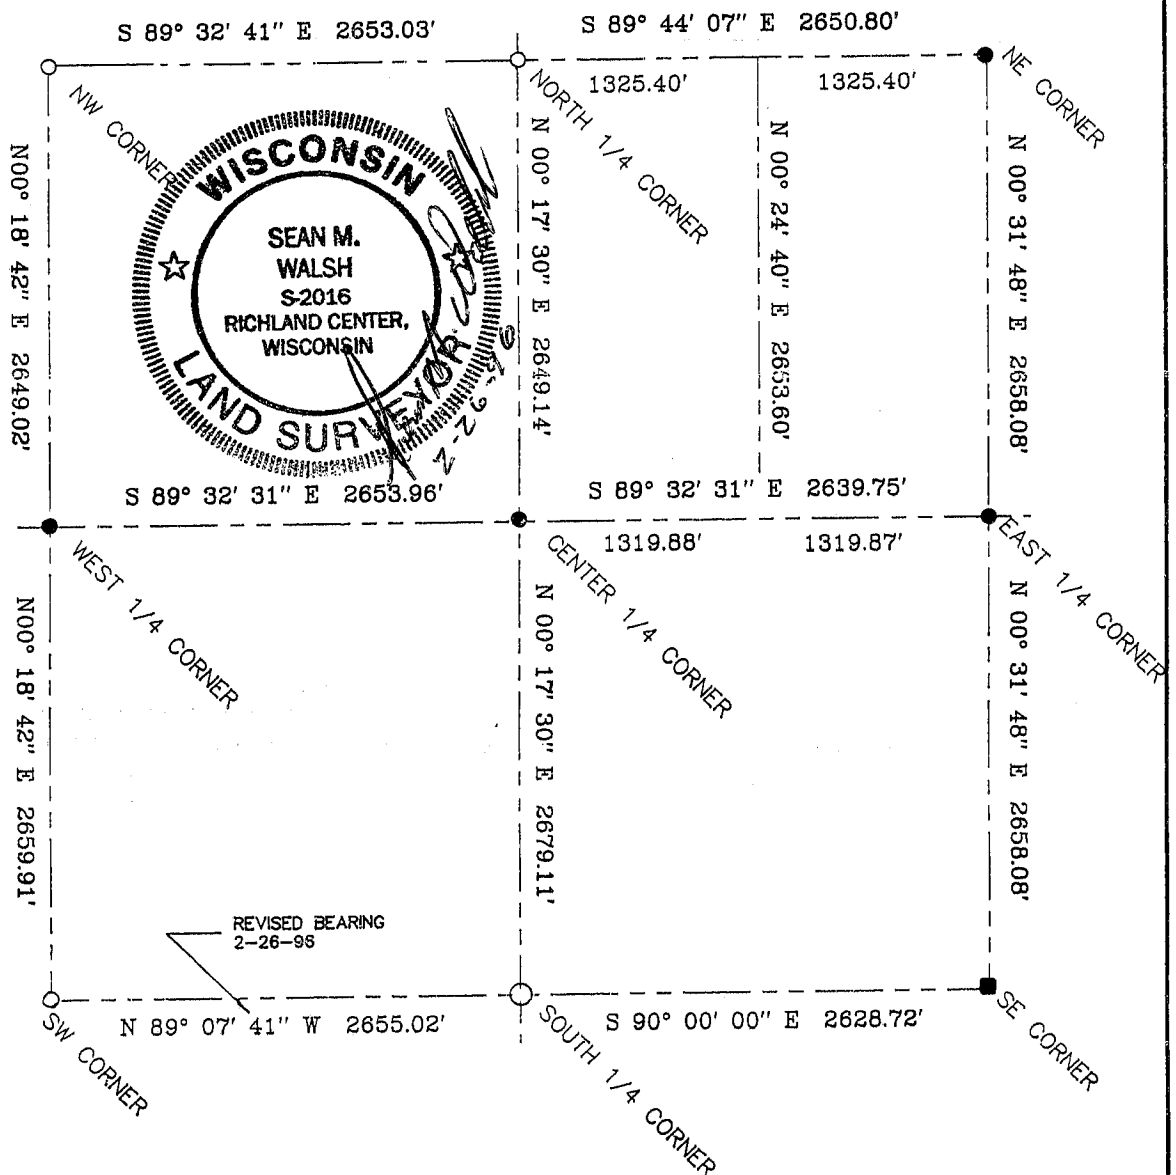 S 89° 32' 41" E 2653.03'
S 89° 44' 07" E 2650.80'
1325.40'
1325.40'
NW CORNER
NORTH 1/4 CORNER
NE CORNER
N00° 18' 42" E 2649.02'
WISCONSIN
SEAN M.
WALSH
S-2016
RICHLAND CENTER,
WISCONSIN
LAND SURVEYOR
N 00° 17' 30" E 2649.14'
N 00° 24' 40" E 2653.60'
N 00° 31' 48" E 2658.08'
S 89° 32' 31" E 2653.96'
S 89° 32' 31" E 2639.75'
1319.88'
1319.87'
WEST 1/4 CORNER
CENTER 1/4 CORNER
EAST 1/4 CORNER
N00° 18' 42" E 2659.91'
N 00° 17' 30" E 2679.11'
N 00° 31' 48" E 2658.08'
REVISED BEARING
2-26-96
N 89° 07' 41" W 2655.02'
S 90° 00' 00" E 2628.72'
SW CORNER
SOUTH 1/4 CORNER
SE CORNER